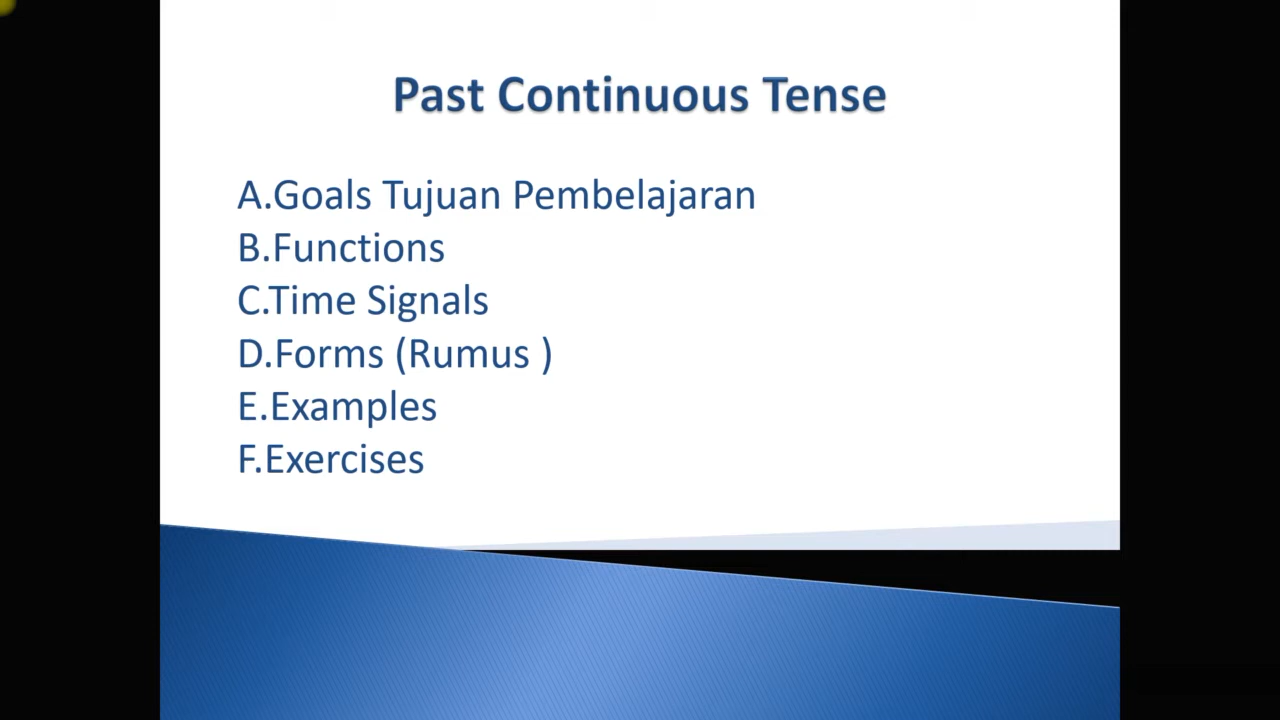 Past Continuous Tense
A.Goals Tujuan Pembelajaran
B.Functions
C.Time Signals
D.Forms (Rumus )
E.Examples
F.Exercises